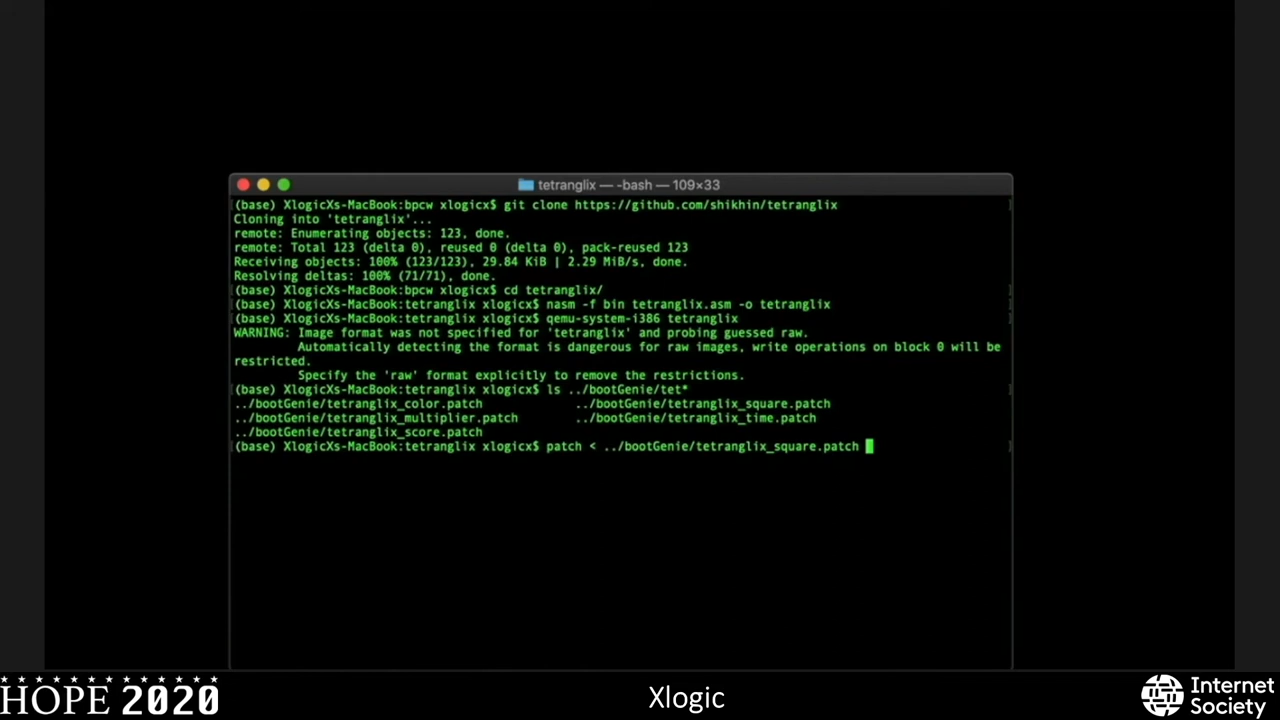 tetranglix — -bash — 109×33
(base) XlogicXs-MacBook:bpcw xlogicx$ git clone https://github.com/shikhin/tetranglix
Cloning into 'tetranglix'...
remote: Enumerating objects: 123, done.
remote: Total 123 (delta 0), reused 0 (delta 0), pack-reused 123
Receiving objects: 100% (123/123), 29.84 KiB | 2.29 MiB/s, done.
Resolving deltas: 100% (71/71), done.
(base) XlogicXs-MacBook:bpcw xlogicx$ cd tetranglix/
(base) XlogicXs-MacBook:tetranglix xlogicx$ nasm -f bin tetranglix.asm -o tetranglix
(base) XlogicXs-MacBook:tetranglix xlogicx$ qemu-system-i386 tetranglix
WARNING: Image format was not specified for 'tetranglix' and probing guessed raw.
Automatically detecting the format is dangerous for raw images, write operations on block 0 will be
restricted.
Specify the 'raw' format explicitly to remove the restrictions.
(base) XlogicXs-MacBook:tetranglix xlogicx$ ls ../bootGenie/tet*
../bootGenie/tetranglix_color.patch ../bootGenie/tetranglix_square.patch
../bootGenie/tetranglix_multiplier.patch ../bootGenie/tetranglix_time.patch
../bootGenie/tetranglix_score.patch
(base) XlogicXs-MacBook:tetranglix xlogicx$ patch < ../bootGenie/tetranglix_square.patch
HOPE 2020
Xlogic
Internet
Society